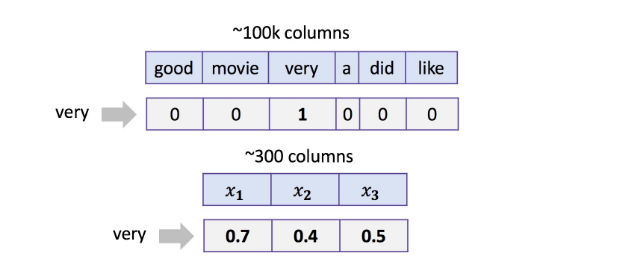 ~100k columns
good movie very a did like
very 0 0 1 0 0 0
~300 columns
x₁ x₂ x₃
very 0.7 0.4 0.5